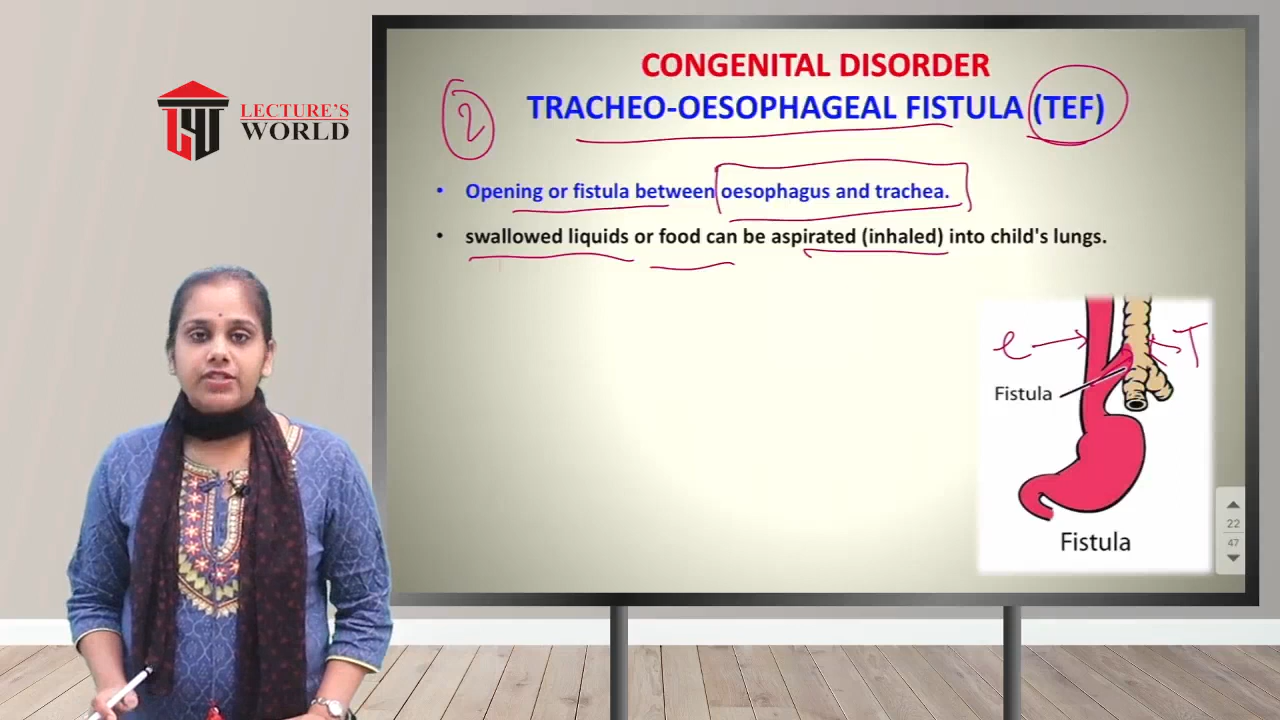 LECTURE'S
WORLD
CONGENITAL DISORDER
2
TRACHEO-OESOPHAGEAL FISTULA (TEF)
• Opening or fistula between oesophagus and trachea.
• swallowed liquids or food can be aspirated (inhaled) into child's lungs.
e
T
Fistula
Fistula
22
47